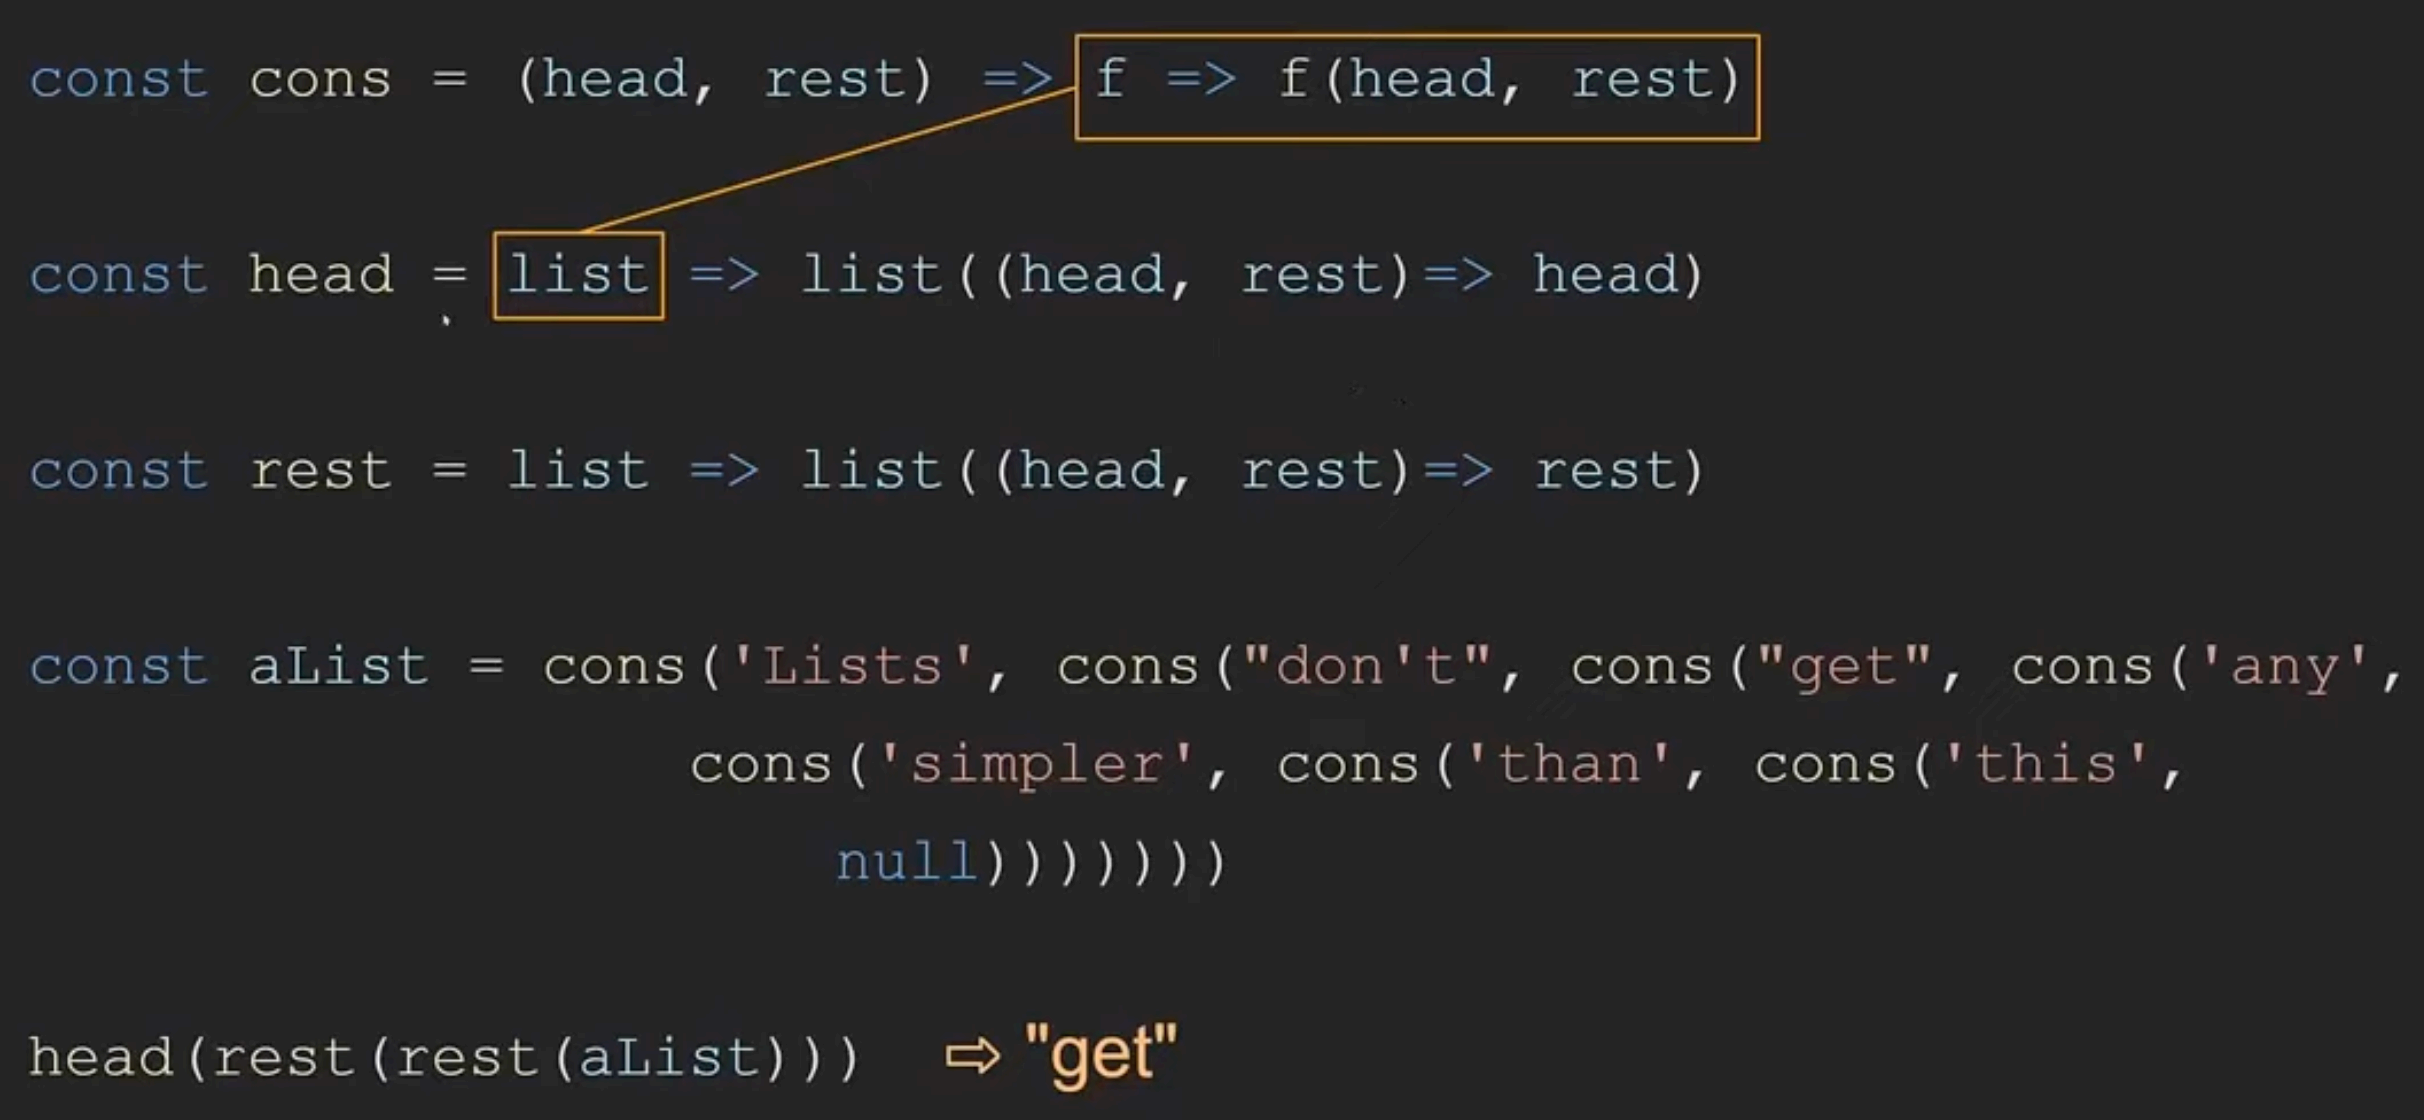 const cons = (head, rest) => f => f(head, rest)
const head = list => list((head, rest)=> head)
const rest = list => list((head, rest)=> rest)
const aList = cons('Lists', cons("don't", cons("get", cons('any',
cons('simpler', cons('than', cons('this',
null)))))))
head(rest(rest(aList))) ⇨ "get"